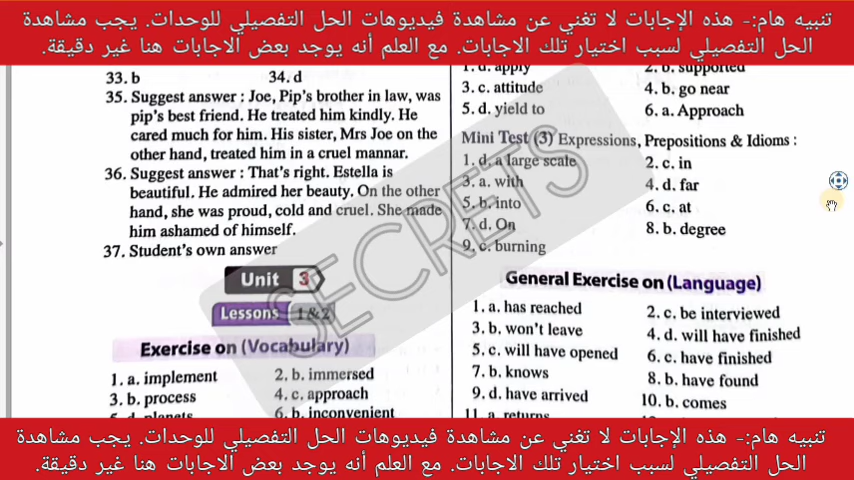 تنبيه هام:- هذه الإجابات لا تغني عن مشاهدة فيديوهات الحل التفصيلي للوحدات. يجب مشاهدة
الحل التفصيلي لسبب اختيار تلك الاجابات. مع العلم أنه يوجد بعض الاجابات هنا غير دقيقة.
33. b 34. d
35. Suggest answer : Joe, Pip's brother in law, was
pip's best friend. He treated him kindly. He
cared much for him. His sister, Mrs Joe on the
other hand, treated him in a cruel mannar.
36. Suggest answer : That's right. Estella is
beautiful. He admired her beauty. On the other
hand, she was proud, cold and cruel. She made
him ashamed of himself.
37. Student's own answer
Unit 3
Lessons 1 & 2
Exercise on (Vocabulary)
1. a. implement 2. b. immersed
3. b. process 4. c. approach
5. d. planets 6. b. inconvenient
1. d. apply 2. b. supported
3. c. attitude 4. b. go near
5. d. yield to 6. a. Approach
Mini Test (3) Expressions, Prepositions & Idioms :
1. d. a large scale 2. c. in
3. a. with 4. d. far
5. b. into 6. c. at
7. d. On 8. b. degree
9. c. burning
General Exercise on (Language)
1. a. has reached 2. c. be interviewed
3. b. won't leave 4. d. will have finished
5. c. will have opened 6. c. have finished
7. b. knows 8. b. have found
9. d. have arrived 10. b. comes
11. a. returns
SECRETS
تنبيه هام:- هذه الإجابات لا تغني عن مشاهدة فيديوهات الحل التفصيلي للوحدات. يجب مشاهدة
الحل التفصيلي لسبب اختيار تلك الاجابات. مع العلم أنه يوجد بعض الاجابات هنا غير دقيقة.